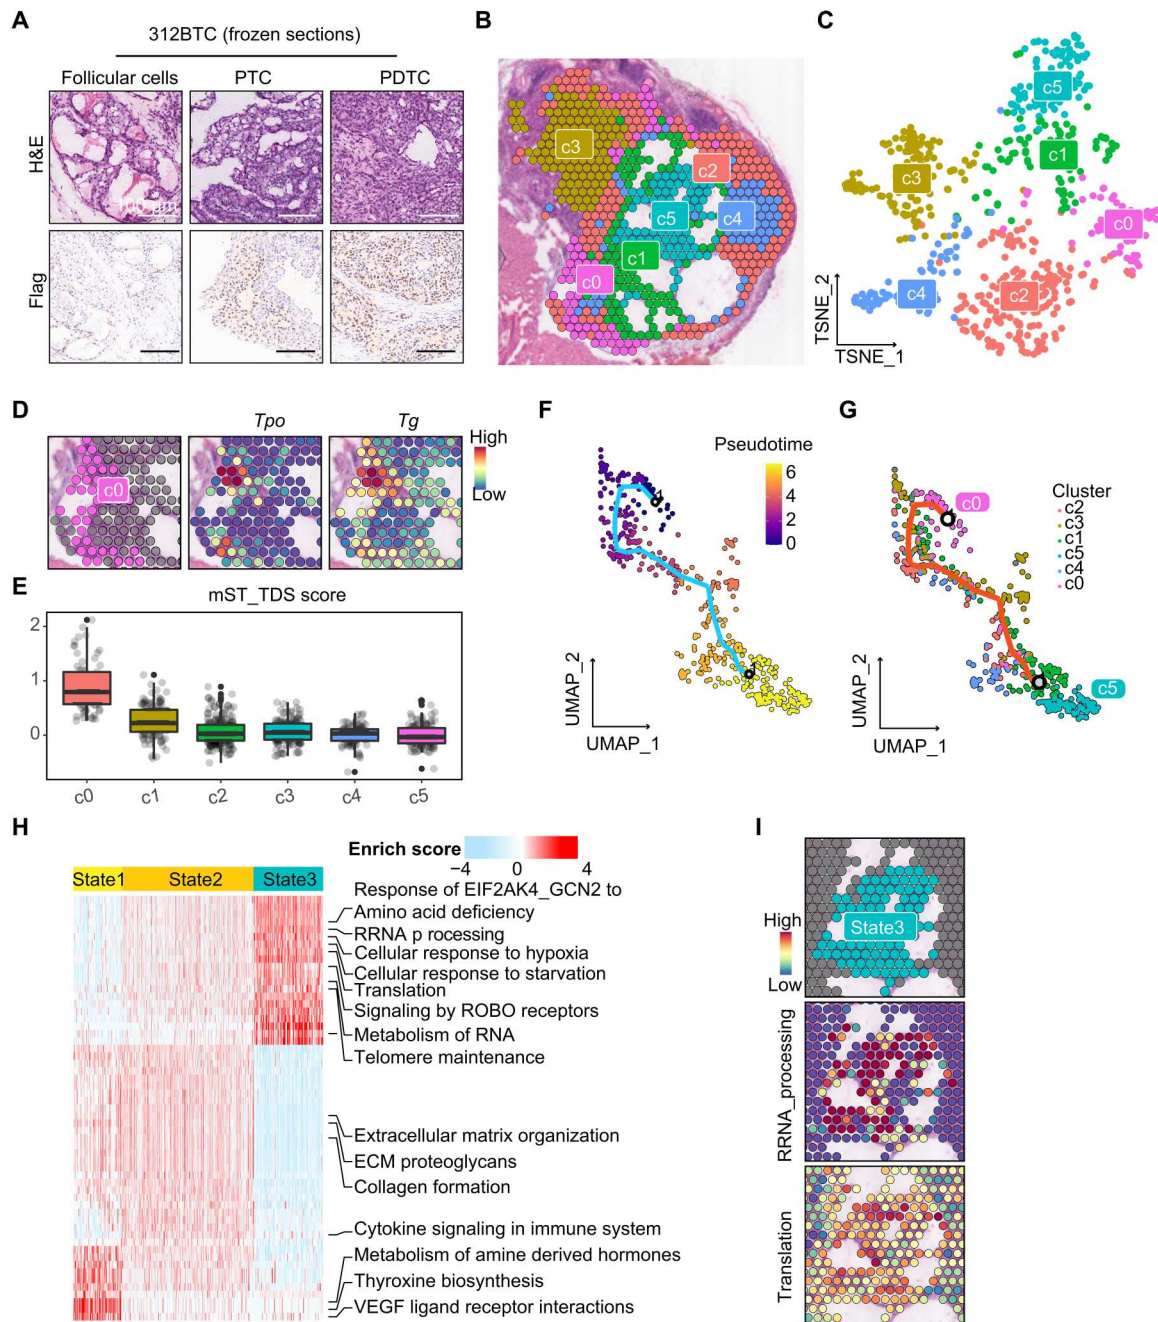 A
312BTC (frozen sections)
Follicular cells PTC PDTC
H&E
100 µm
Flag
B
c3
c2
c5 c4
c1
c0
C
c5
c1
c3
c0
c4
c2
TSNE_2
TSNE_1
D
Tpo Tg
c0
High
Low
E
mST_TDS score
2
1
0
c0 c1 c2 c3 c4 c5
F
Pseudotime
6
4
2
0
UMAP_2
UMAP_1
G
c0
Cluster
c2
c3
c1
c5
c4
c0
c5
UMAP_2
UMAP_1
H
Enrich score
−4 0 4
State1 State2 State3
Response of EIF2AK4_GCN2 to
Amino acid deficiency
RRNA p rocessing
Cellular response to hypoxia
Cellular response to starvation
Translation
Signaling by ROBO receptors
Metabolism of RNA
Telomere maintenance
Extracellular matrix organization
ECM proteoglycans
Collagen formation
Cytokine signaling in immune system
Metabolism of amine derived hormones
Thyroxine biosynthesis
VEGF ligand receptor interactions
I
High
Low
State3
RRNA_processing
Translation